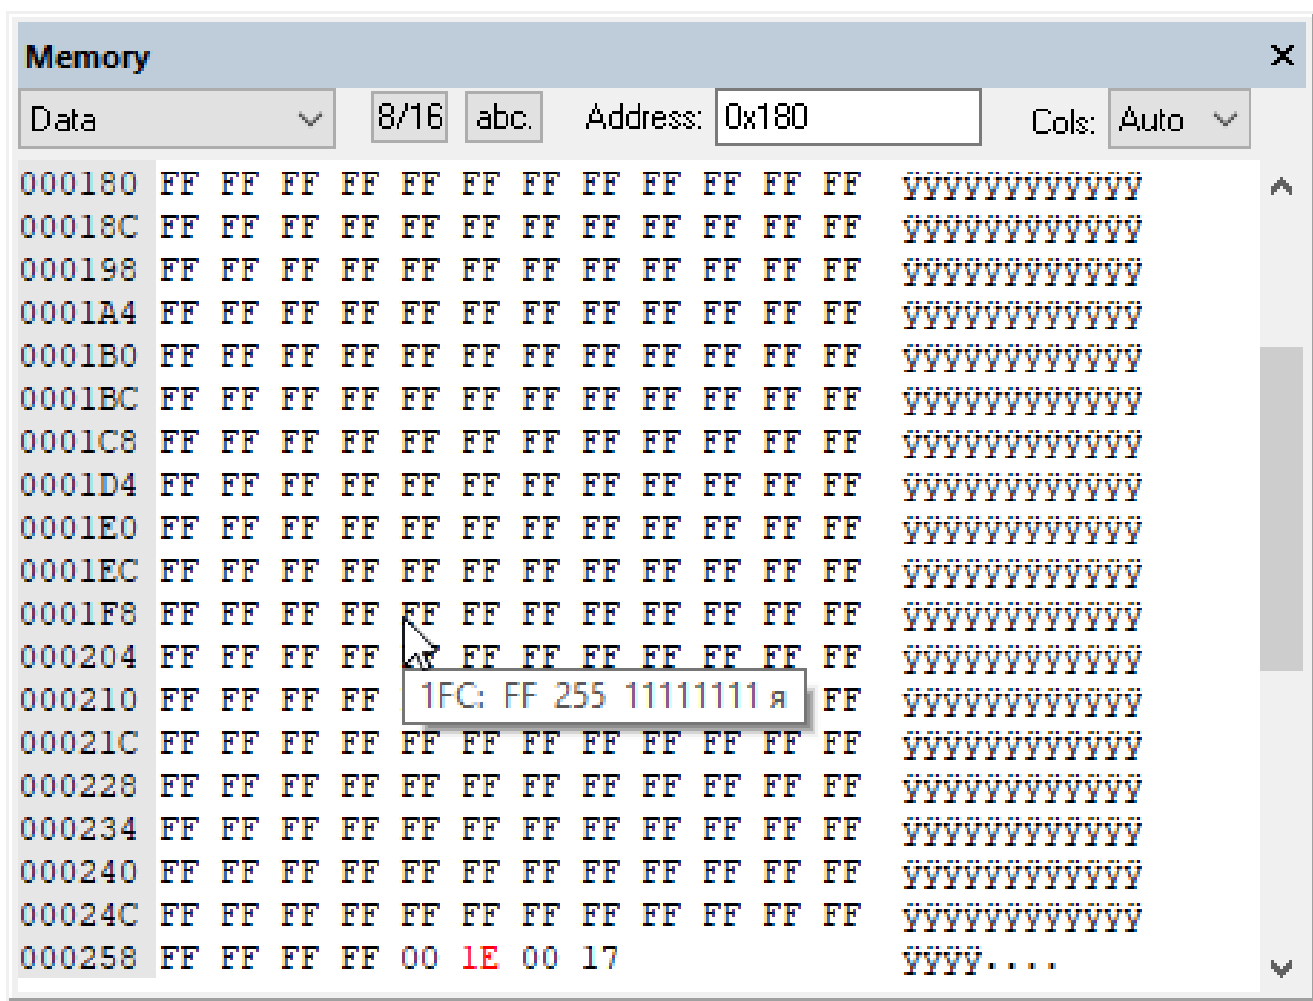 Memory
Data 8/16 abc. Address: 0x180 Cols: Auto
000180 FF FF FF FF FF FF FF FF FF FF FF FF ÿÿÿÿÿÿÿÿÿÿÿÿ
00018C FF FF FF FF FF FF FF FF FF FF FF FF ÿÿÿÿÿÿÿÿÿÿÿÿ
000198 FF FF FF FF FF FF FF FF FF FF FF FF ÿÿÿÿÿÿÿÿÿÿÿÿ
0001A4 FF FF FF FF FF FF FF FF FF FF FF FF ÿÿÿÿÿÿÿÿÿÿÿÿ
0001B0 FF FF FF FF FF FF FF FF FF FF FF FF ÿÿÿÿÿÿÿÿÿÿÿÿ
0001BC FF FF FF FF FF FF FF FF FF FF FF FF ÿÿÿÿÿÿÿÿÿÿÿÿ
0001C8 FF FF FF FF FF FF FF FF FF FF FF FF ÿÿÿÿÿÿÿÿÿÿÿÿ
0001D4 FF FF FF FF FF FF FF FF FF FF FF FF ÿÿÿÿÿÿÿÿÿÿÿÿ
0001E0 FF FF FF FF FF FF FF FF FF FF FF FF ÿÿÿÿÿÿÿÿÿÿÿÿ
0001EC FF FF FF FF FF FF FF FF FF FF FF FF ÿÿÿÿÿÿÿÿÿÿÿÿ
0001F8 FF FF FF FF FF FF FF FF FF FF FF FF ÿÿÿÿÿÿÿÿÿÿÿÿ
000204 FF FF FF FF FF FF FF FF FF FF FF ÿÿÿÿÿÿÿÿÿÿÿÿ
000210 FF FF FF FF FF ÿÿÿÿÿÿÿÿÿÿÿÿ
1FC: FF 255 11111111 я
00021C FF FF FF FF FF FF FF FF FF FF FF FF ÿÿÿÿÿÿÿÿÿÿÿÿ
000228 FF FF FF FF FF FF FF FF FF FF FF FF ÿÿÿÿÿÿÿÿÿÿÿÿ
000234 FF FF FF FF FF FF FF FF FF FF FF FF ÿÿÿÿÿÿÿÿÿÿÿÿ
000240 FF FF FF FF FF FF FF FF FF FF FF FF ÿÿÿÿÿÿÿÿÿÿÿÿ
00024C FF FF FF FF FF FF FF FF FF FF FF FF ÿÿÿÿÿÿÿÿÿÿÿÿ
000258 FF FF FF FF 00 1E 00 17 ÿÿÿÿ....